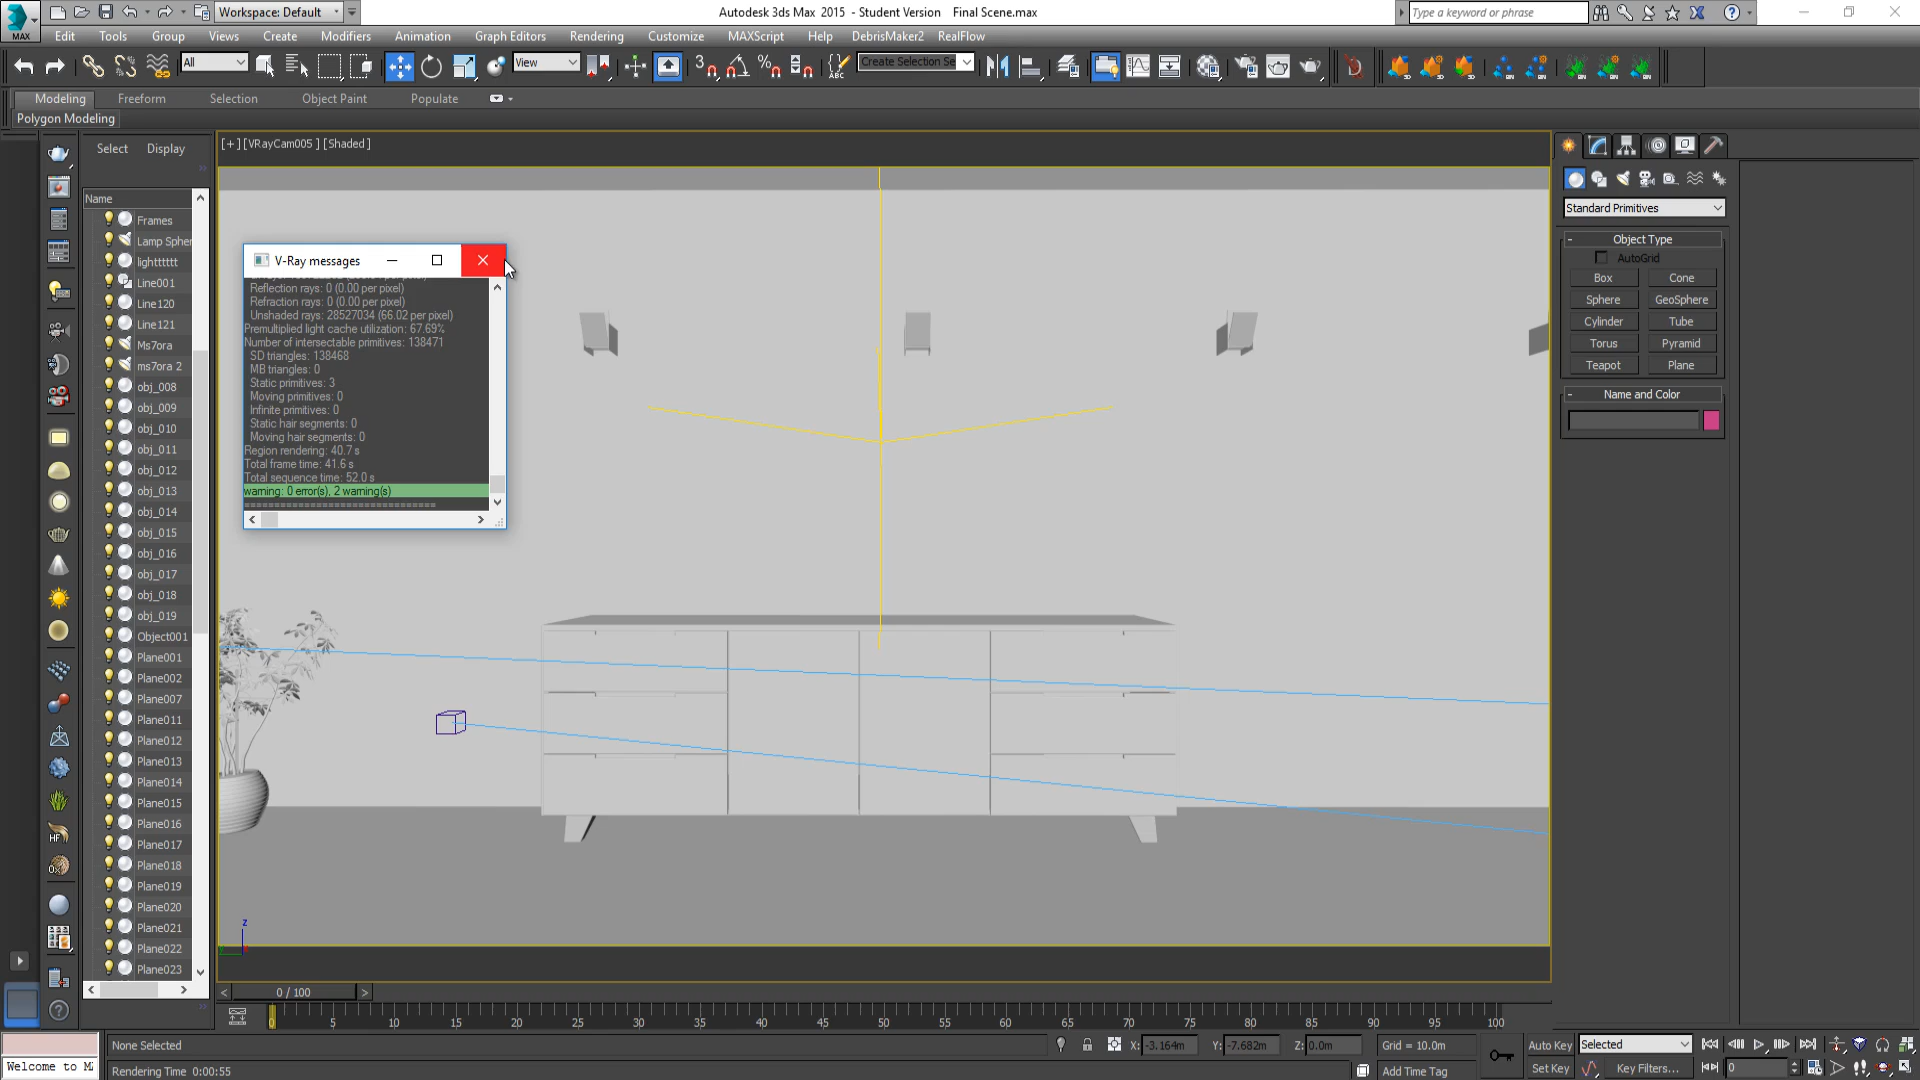 Workspace: Default
Autodesk 3ds Max 2015 - Student Version Final Scene.max
Type a keyword or phrase
MAX
Edit Tools Group Views Create Modifiers Animation Graph Editors Rendering Customize MAXScript Help DebrisMaker2 RealFlow
All
View
Create Selection Se
Modeling Freeform Selection Object Paint Populate
Polygon Modeling
Select Display
Name
Frames
Lamp Spher
lightttttt
Line001
Line120
Line121
Ms7ora
ms7ora 2
obj_008
obj_009
obj_010
obj_011
obj_012
obj_013
obj_014
obj_015
obj_016
obj_017
obj_018
obj_019
Object001
Plane001
Plane002
Plane007
Plane011
Plane012
Plane013
Plane014
Plane015
Plane016
Plane017
Plane018
Plane019
Plane020
Plane021
Plane022
Plane023
[+] [VRayCam005 ] [Shaded ]
V-Ray messages
Reflection rays: 0 (0.00 per pixel)
Refraction rays: 0 (0.00 per pixel)
Unshaded rays: 28527034 (66.02 per pixel)
Premultiplied light cache utilization: 67.69%
Number of intersectable primitives: 138471
SD triangles: 138468
MB triangles: 0
Static primitives: 3
Moving primitives: 0
Infinite primitives: 0
Static hair segments: 0
Moving hair segments: 0
Region rendering: 40.7 s
Total frame time: 41.6 s
Total sequence time: 52.0 s
warning: 0 error(s), 2 warning(s)
==============================
z
Standard Primitives
Object Type
AutoGrid
Box Cone
Sphere GeoSphere
Cylinder Tube
Torus Pyramid
Teapot Plane
Name and Color
0 / 100
0 5 10 15 20 25 30 35 40 45 50 55 60 65 70 75 80 85 90 95 100
None Selected
X: -3.164m Y: -7.682m Z: 0.0m Grid = 10.0m
Auto Key Selected
Welcome to M
Rendering Time 0:00:55
Add Time Tag
Set Key Key Filters...
0